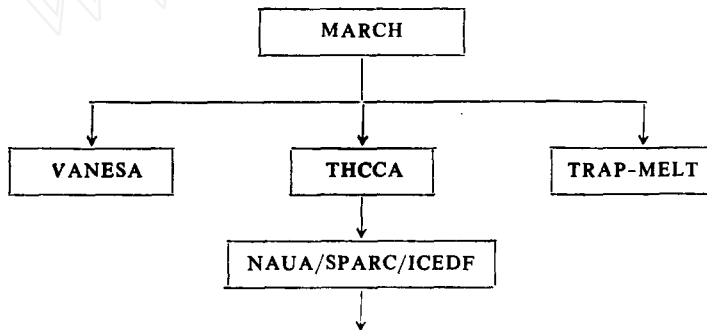 MARCH
VANESA
THCCA
TRAP-MELT
NAUA/SPARC/ICEDF